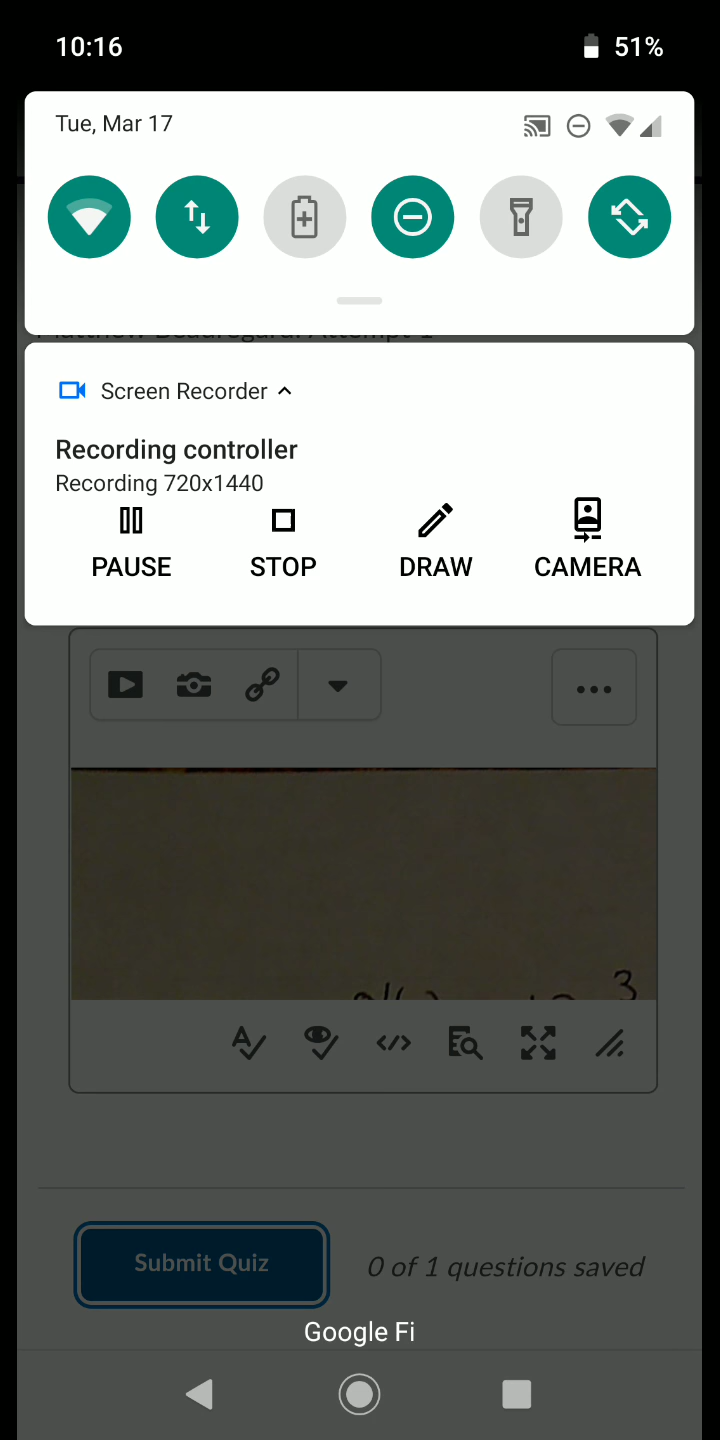 10:16 51%
Tue, Mar 17
Screen Recorder
Recording controller
Recording 720x1440
PAUSE STOP DRAW CAMERA
3
Submit Quiz 0 of 1 questions saved
Google Fi